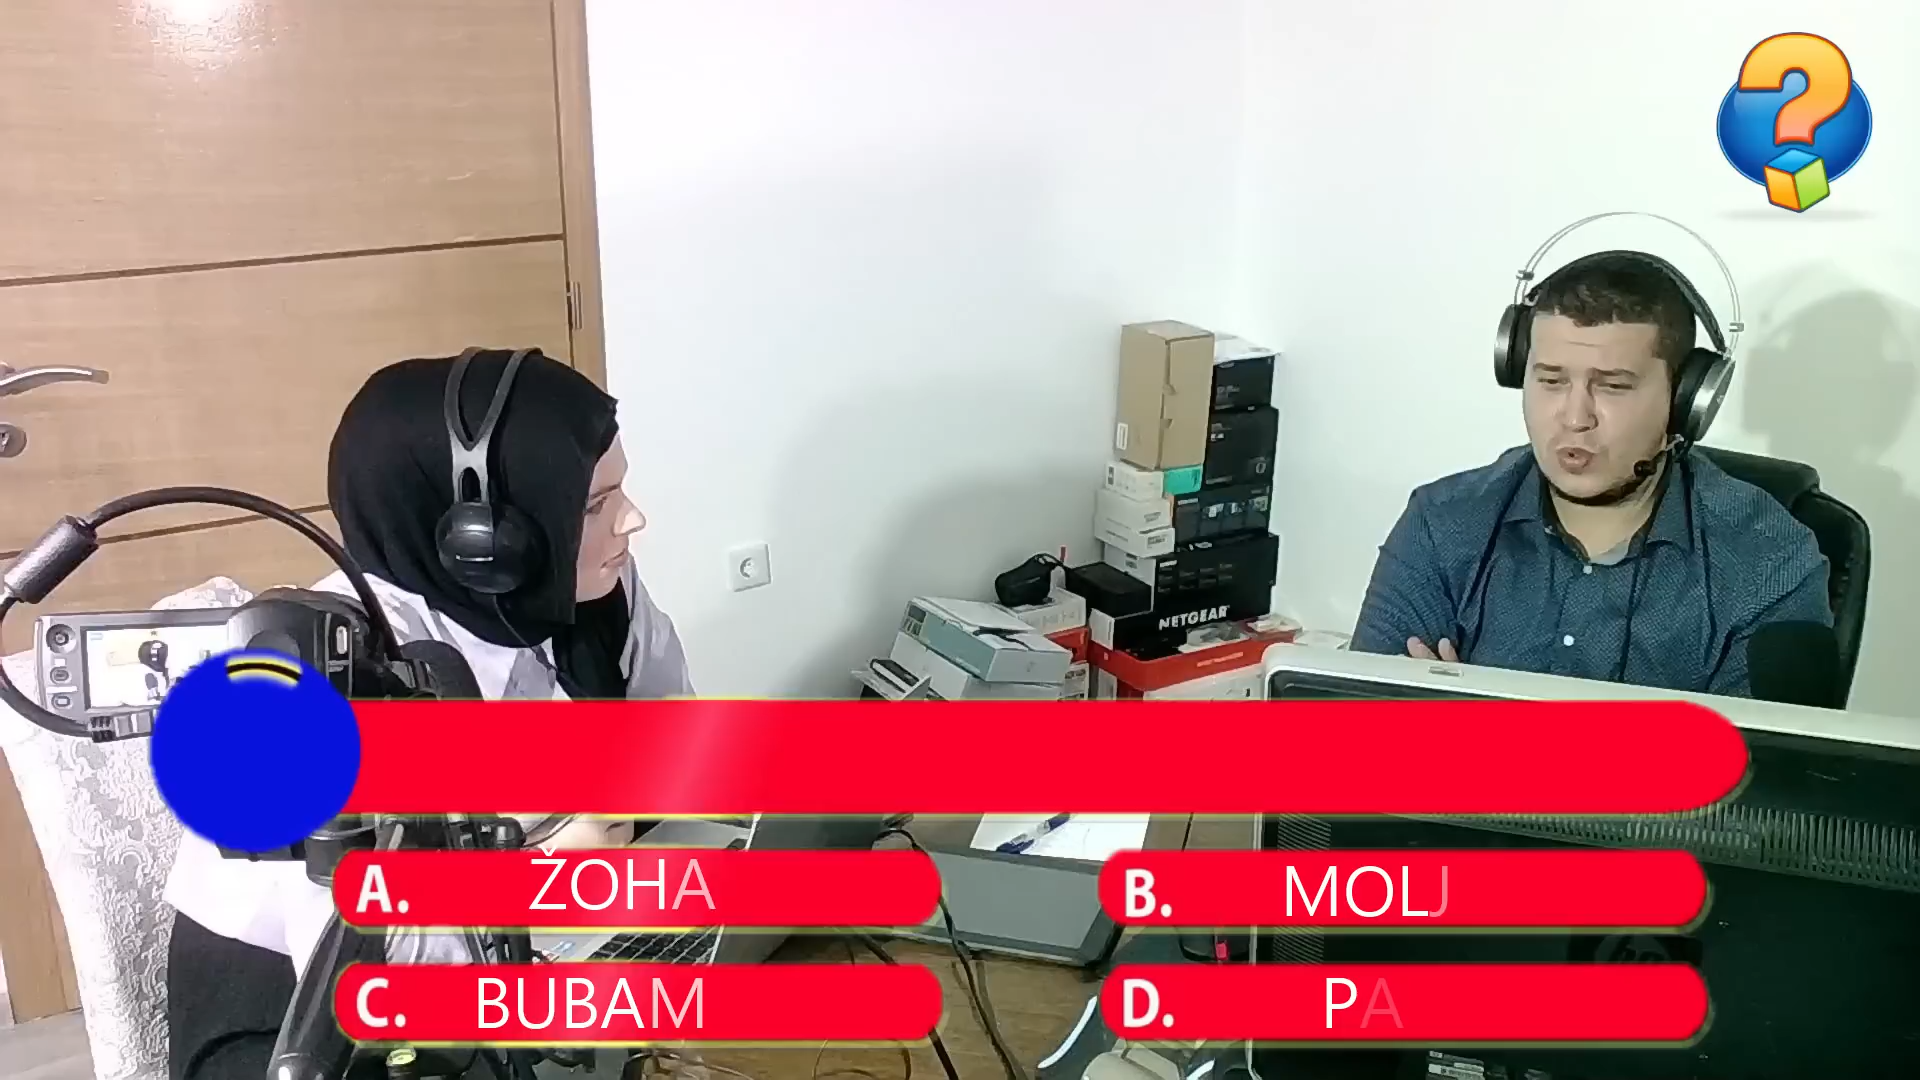 NETGEAR
A. ŽOHA
B. MOLJ
C. BUBAM
D. PA